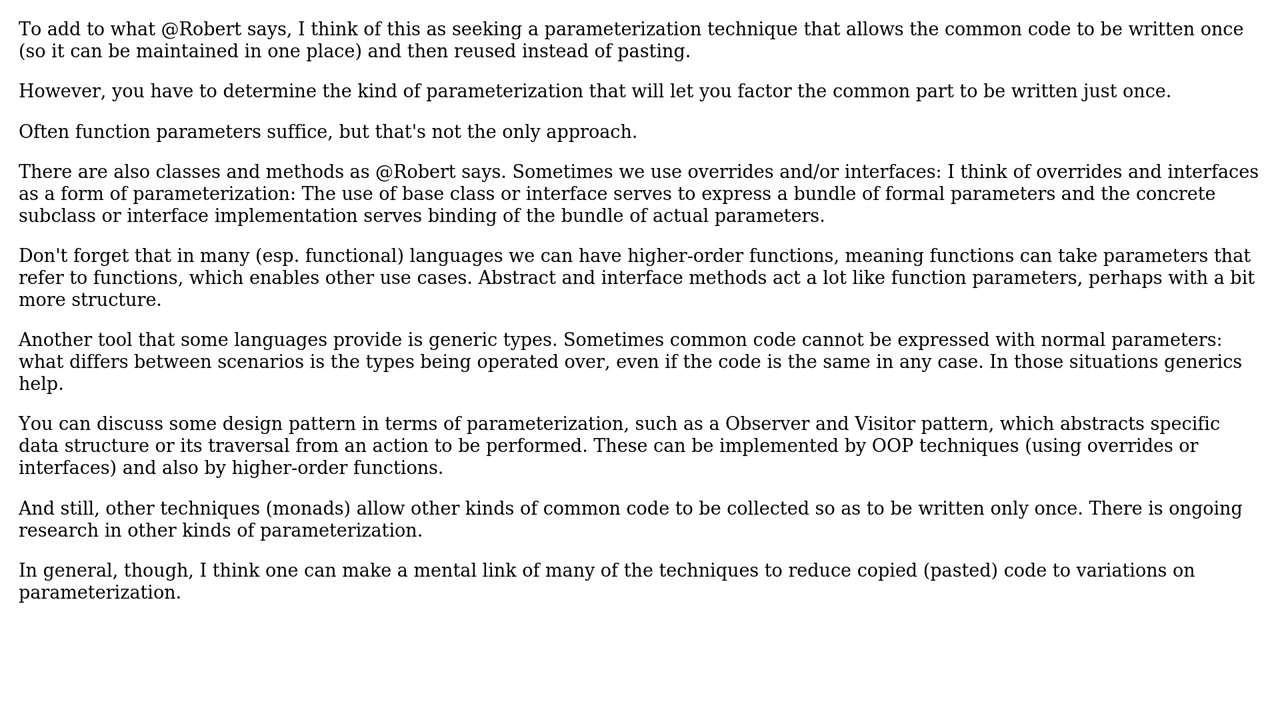 To add to what @Robert says, I think of this as seeking a parameterization technique that allows the common code to be written once
(so it can be maintained in one place) and then reused instead of pasting.
However, you have to determine the kind of parameterization that will let you factor the common part to be written just once.
Often function parameters suffice, but that's not the only approach.
There are also classes and methods as @Robert says. Sometimes we use overrides and/or interfaces: I think of overrides and interfaces
as a form of parameterization: The use of base class or interface serves to express a bundle of formal parameters and the concrete
subclass or interface implementation serves binding of the bundle of actual parameters.
Don't forget that in many (esp. functional) languages we can have higher-order functions, meaning functions can take parameters that
refer to functions, which enables other use cases. Abstract and interface methods act a lot like function parameters, perhaps with a bit
more structure.
Another tool that some languages provide is generic types. Sometimes common code cannot be expressed with normal parameters:
what differs between scenarios is the types being operated over, even if the code is the same in any case. In those situations generics
help.
You can discuss some design pattern in terms of parameterization, such as a Observer and Visitor pattern, which abstracts specific
data structure or its traversal from an action to be performed. These can be implemented by OOP techniques (using overrides or
interfaces) and also by higher-order functions.
And still, other techniques (monads) allow other kinds of common code to be collected so as to be written only once. There is ongoing
research in other kinds of parameterization.
In general, though, I think one can make a mental link of many of the techniques to reduce copied (pasted) code to variations on
parameterization.